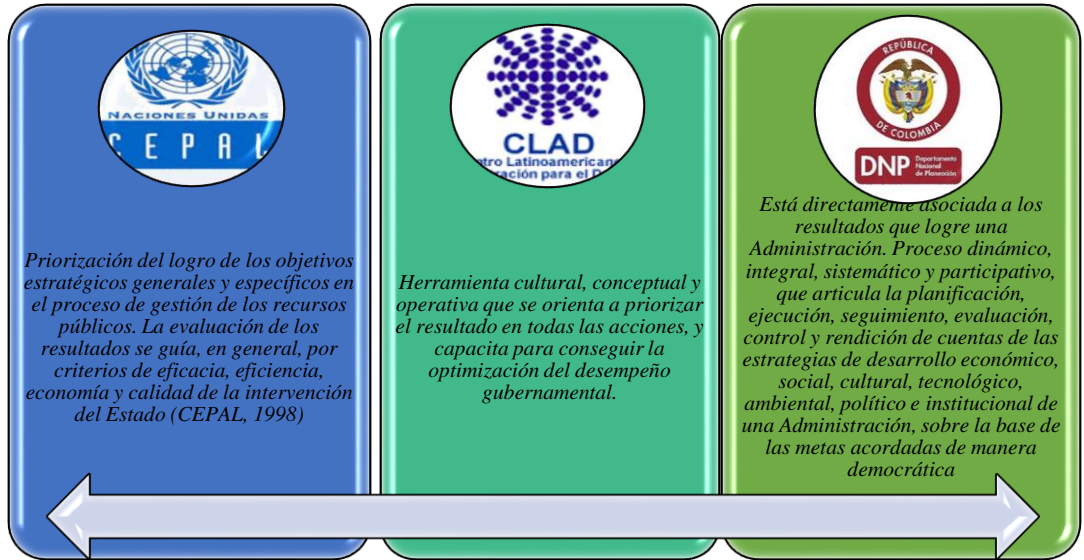 NACIONES UNIDAS
CEPAL
Priorización del logro de los objetivos
estratégicos generales y específicos en
el proceso de gestión de los recursos
públicos. La evaluación de los
resultados se guía, en general, por
criterios de eficacia, eficiencia,
economía y calidad de la intervención
del Estado (CEPAL, 1998)
CLAD
tro Latinoamericano
ración para el D
Herramienta cultural, conceptual y
operativa que se orienta a priorizar
el resultado en todas las acciones, y
capacita para conseguir la
optimización del desempeño
gubernamental.
REPÚBLICA
DE COLOMBIA
DNP
Departamento
Nacional
de Planeación
Está directamente asociada a los
resultados que logre una
Administración. Proceso dinámico,
integral, sistemático y participativo,
que articula la planificación,
ejecución, seguimiento, evaluación,
control y rendición de cuentas de las
estrategias de desarrollo económico,
social, cultural, tecnológico,
ambiental, político e institucional de
una Administración, sobre la base de
las metas acordadas de manera
democrática